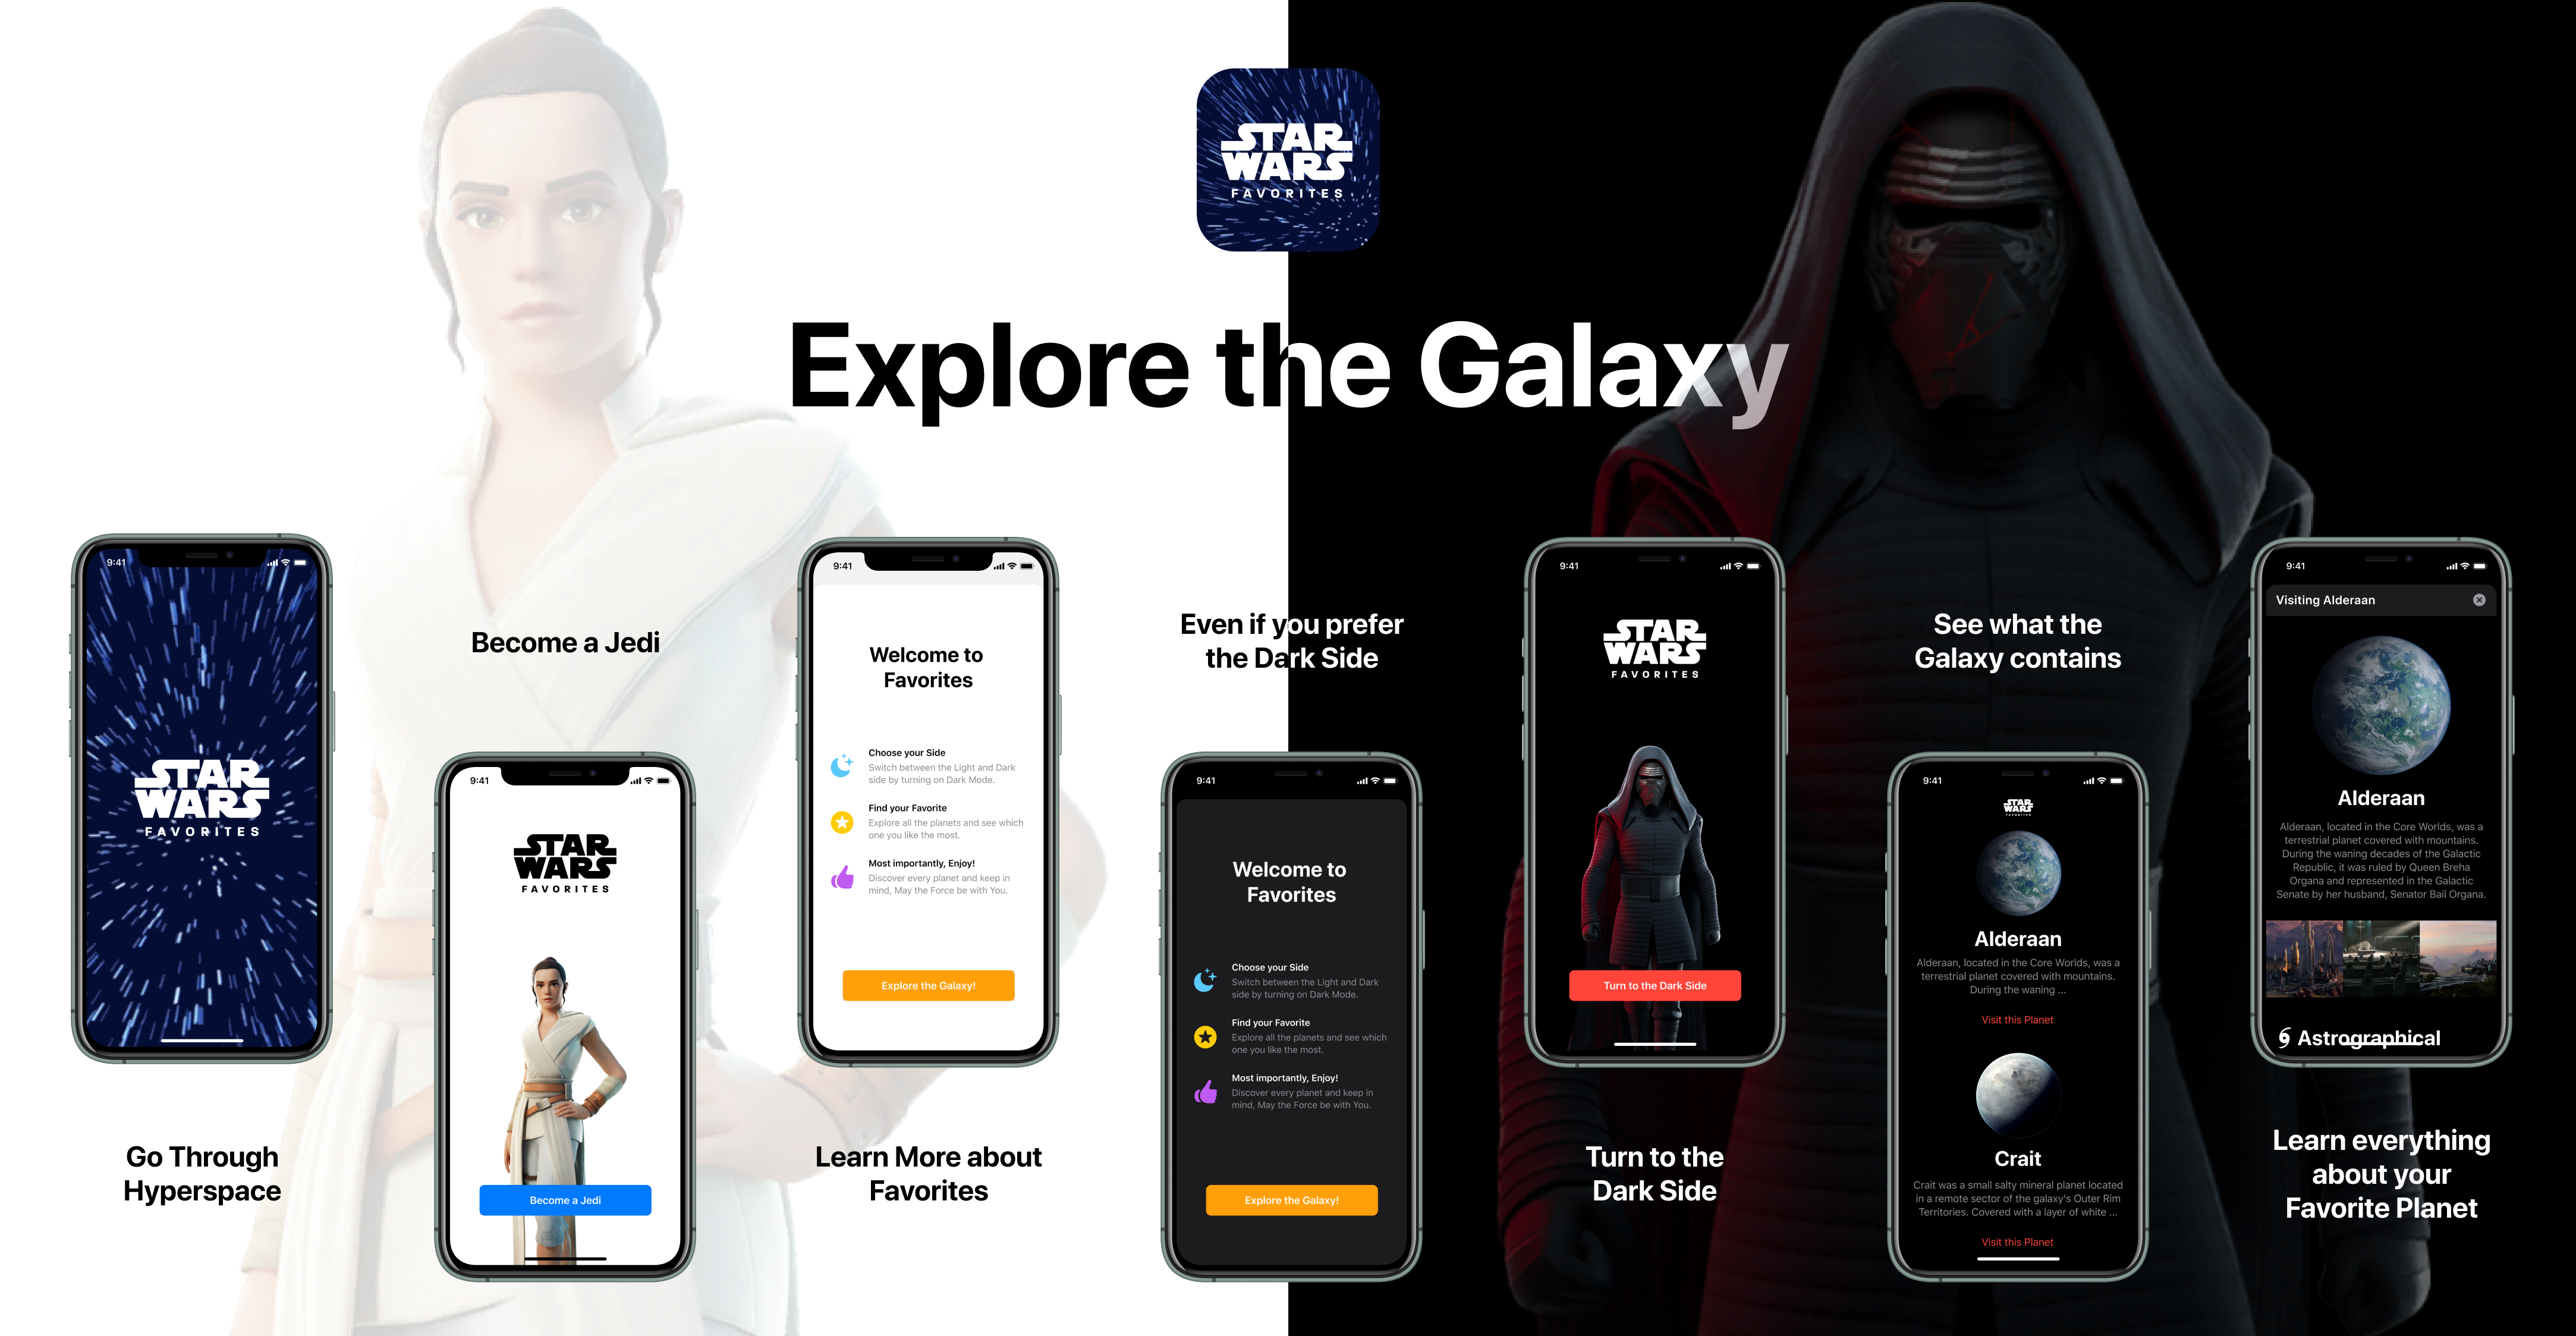 STAR
WARS
FAVORITES
Explore the Galaxy
9:41
STAR
WARS
FAVORITES
Go Through
Hyperspace
Become a Jedi
9:41
STAR
WARS
FAVORITES
Become a Jedi
9:41
Welcome to
Favorites
Choose your Side
Switch between the Light and Dark
side by turning on Dark Mode.
Find your Favorite
Explore all the planets and see which
one you like the most.
Most importantly, Enjoy!
Discover every planet and keep in
mind, May the Force be with You.
Explore the Galaxy!
Learn More about
Favorites
Even if you prefer
the Dark Side
9:41
Welcome to
Favorites
Choose your Side
Switch between the Light and Dark
side by turning on Dark Mode.
Find your Favorite
Explore all the planets and see which
one you like the most.
Most importantly, Enjoy!
Discover every planet and keep in
mind, May the Force be with You.
Explore the Galaxy!
9:41
STAR
WARS
FAVORITES
Turn to the Dark Side
Turn to the
Dark Side
See what the
Galaxy contains
9:41
STAR
WARS
FAVORITES
Alderaan
Alderaan, located in the Core Worlds, was a
terrestrial planet covered with mountains.
During the waning ...
Visit this Planet
Crait
Crait was a small salty mineral planet located
in a remote sector of the galaxy's Outer Rim
Territories. Covered with a layer of white ...
Visit this Planet
9:41
Visiting Alderaan
Alderaan
Alderaan, located in the Core Worlds, was a
terrestrial planet covered with mountains.
During the waning decades of the Galactic
Republic, it was ruled by Queen Breha
Organa and represented in the Galactic
Senate by her husband, Senator Bail Organa.
Astrographical
Learn everything
about your
Favorite Planet